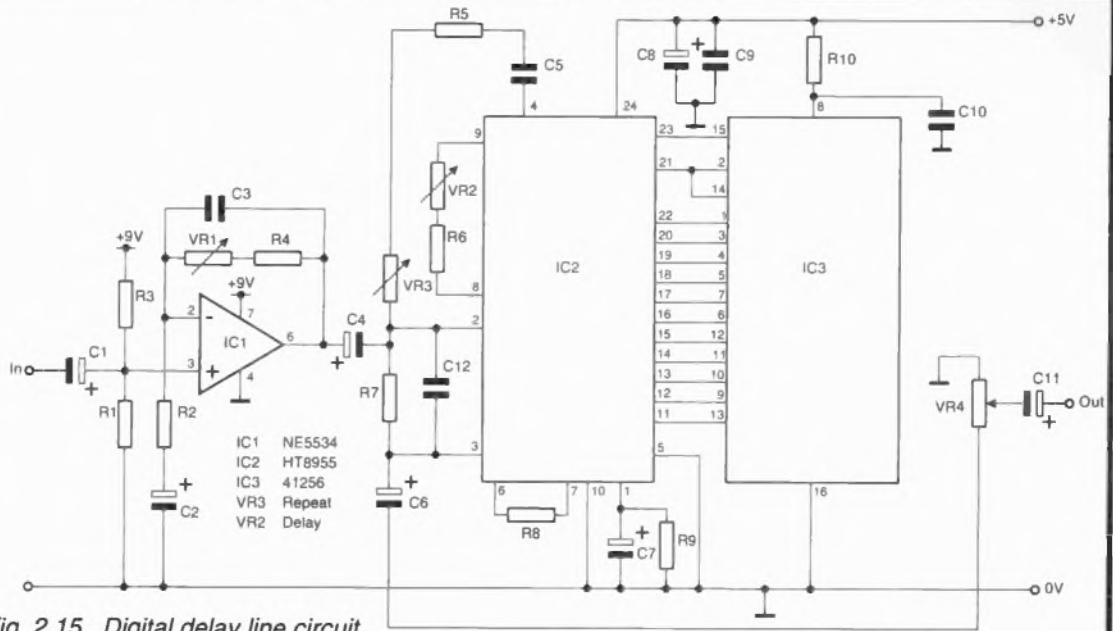 R5
C5
4
+5V
C8
+
C9
R10
8
C10
24
9
VR2
R6
8
VR3
2
C12
R7
3
C6
+
IC2
23 15
21 2
14
22 1
20 3
19 4
18 5
17 7
16 6
15 12
14 11
13 10
12 9
11 13
5
IC3
16
C3
VR1
R4
+9V
+9V
R3
2
-
7
IC1
6
3
+
4
C4
+
In
C1
+
R1
R2
C2
+
IC1 NE5534
IC2 HT8955
IC3 41256
VR3 Repeat
VR2 Delay
6
7
R8
10
1
C7
+
R9
VR4
C11
+
Out
0V
ig. 2.15 Digital delay line circuit